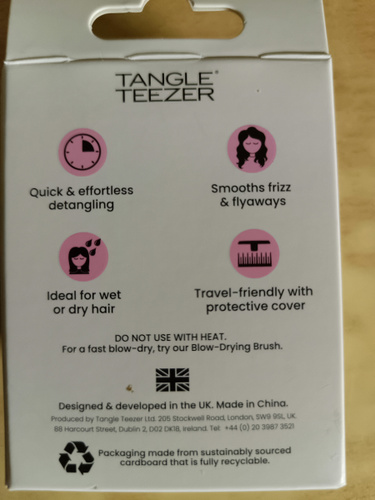 TANGLE®
TEEZER
Quick & effortless
detangling
Smooths frizz
& flyaways
Ideal for wet
or dry hair
Travel-friendly with
protective cover
DO NOT USE WITH HEAT.
For a fast blow-dry, try our Blow-Drying Brush.
Designed & developed in the UK. Made in China.
Produced by Tangle Teezer Ltd. 205 Stockwell Road, London, SW9 9SL, UK.
88 Harcourt Street, Dublin 2, D02 DK18, Ireland. Tel: +44 (0) 20 3987 3521
Packaging made from sustainably sourced
cardboard that is fully recyclable.